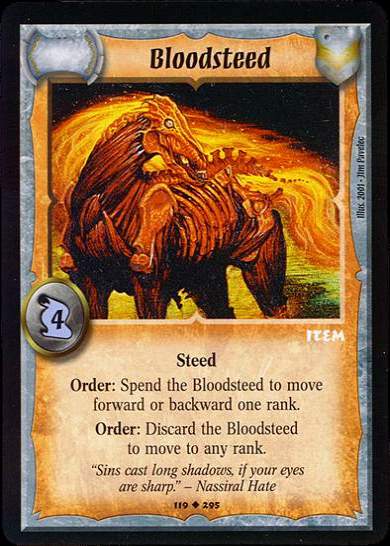 Bloodsteed
Illus. 2001 • Jim Pavelec
4
ITEM
Steed
Order: Spend the Bloodsteed to move
forward or backward one rank.
Order: Discard the Bloodsteed
to move to any rank.
“Sins cast long shadows, if your eyes
are sharp.” – Nassiral Hate
119 ◆ 295